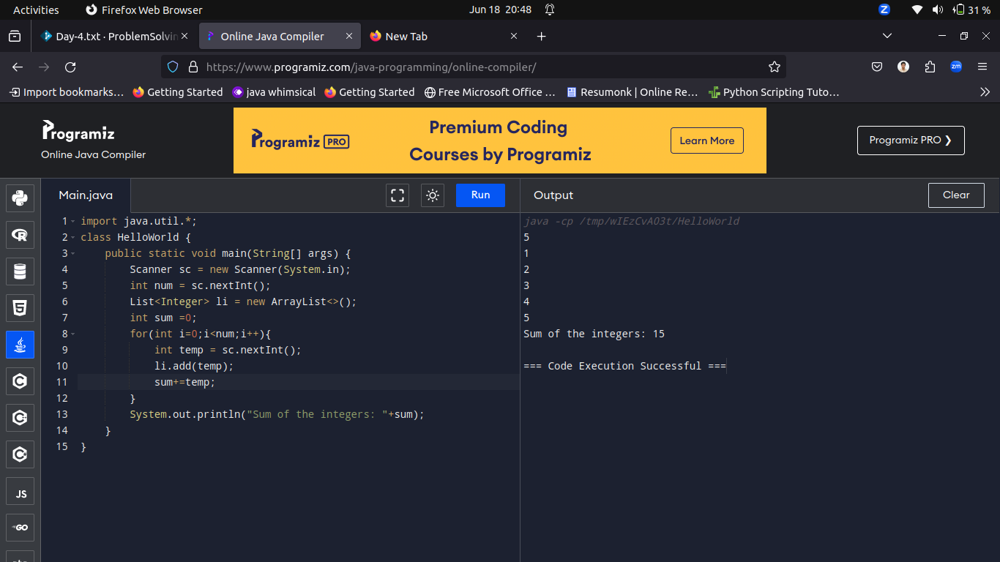 Activities
Firefox Web Browser
Jun 18 20:48
31 %
Day-4.txt · ProblemSolvin
Online Java Compiler
New Tab
https://www.programiz.com/java-programming/online-compiler/
zm
Import bookmarks…
Getting Started
java whimsical
Getting Started
Free Microsoft Office …
Resumonk | Online Re…
Python Scripting Tuto…
Programiz
Online Java Compiler
Programiz PRO
Premium Coding
Courses by Programiz
Learn More
Programiz PRO ❯
Main.java
Run
Output
Clear
1 import java.util.*;
2 class HelloWorld {
3     public static void main(String[] args) {
4         Scanner sc = new Scanner(System.in);
5         int num = sc.nextInt();
6         List<Integer> li = new ArrayList<>();
7         int sum =0;
8         for(int i=0;i<num;i++){
9             int temp = sc.nextInt();
10             li.add(temp);
11             sum+=temp;
12         }
13         System.out.println("Sum of the integers: "+sum);
14     }
15 }
java -cp /tmp/wIEzCvAO3t/HelloWorld
5
1
2
3
4
5
Sum of the integers: 15
=== Code Execution Successful ===
JS
GO